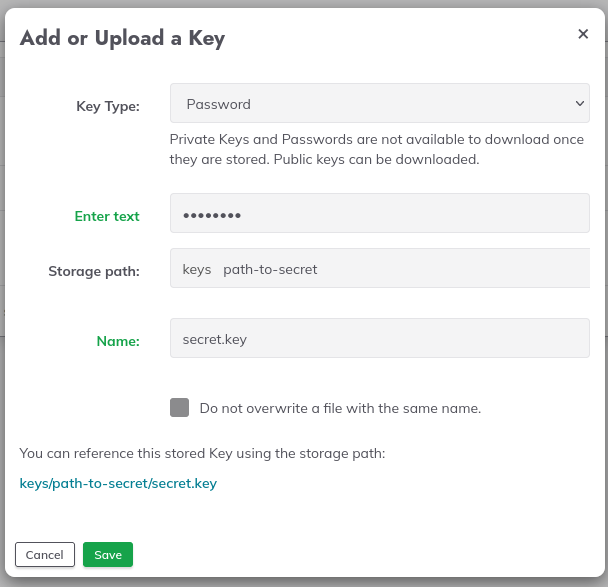 Add or Upload a Key
×
Key Type:
Password
Private Keys and Passwords are not available to download once
they are stored. Public keys can be downloaded.
Enter text
••••••••
Storage path:
keys path-to-secret
Name:
secret.key
Do not overwrite a file with the same name.
You can reference this stored Key using the storage path:
keys/path-to-secret/secret.key
Cancel
Save